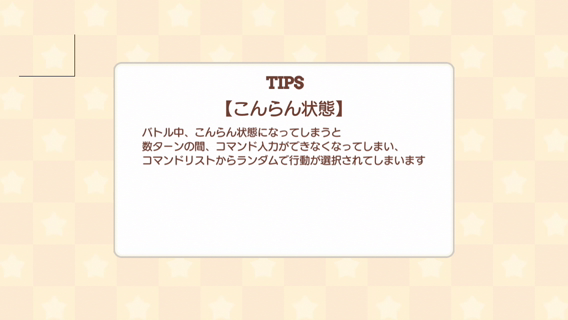 TIPS
【こんらん状態】
バトル中、こんらん状態になってしまうと
数ターンの間、コマンド入力ができなくなってしまい、
コマンドリストからランダムで行動が選択されてしまいます